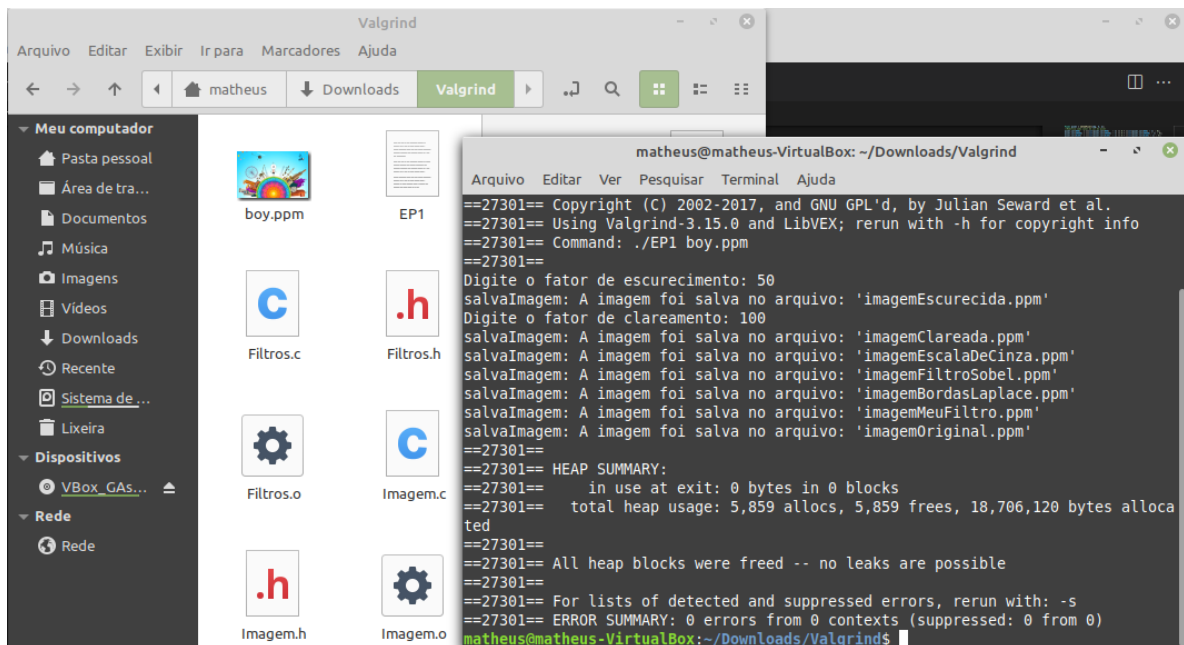 Valgrind
Arquivo Editar Exibir Ir para Marcadores Ajuda
matheus Downloads Valgrind
Meu computador
Pasta pessoal
Área de tra...
Documentos
Música
Imagens
Vídeos
Downloads
Recente
Sistema de ...
Lixeira
Dispositivos
VBox_GAs...
Rede
Rede
boy.ppm
EP1
C
.h
Filtros.c
Filtros.h
C
Filtros.o
Imagem.c
.h
Imagem.h
Imagem.o
matheus@matheus-VirtualBox: ~/Downloads/Valgrind
Arquivo Editar Ver Pesquisar Terminal Ajuda
==27301== Copyright (C) 2002-2017, and GNU GPL'd, by Julian Seward et al.
==27301== Using Valgrind-3.15.0 and LibVEX; rerun with -h for copyright info
==27301== Command: ./EP1 boy.ppm
==27301==
Digite o fator de escurecimento: 50
salvaImagem: A imagem foi salva no arquivo: 'imagemEscurecida.ppm'
Digite o fator de clareamento: 100
salvaImagem: A imagem foi salva no arquivo: 'imagemClareada.ppm'
salvaImagem: A imagem foi salva no arquivo: 'imagemEscalaDeCinza.ppm'
salvaImagem: A imagem foi salva no arquivo: 'imagemFiltroSobel.ppm'
salvaImagem: A imagem foi salva no arquivo: 'imagemBordasLaplace.ppm'
salvaImagem: A imagem foi salva no arquivo: 'imagemMeuFiltro.ppm'
salvaImagem: A imagem foi salva no arquivo: 'imagemOriginal.ppm'
==27301==
==27301== HEAP SUMMARY:
==27301==     in use at exit: 0 bytes in 0 blocks
==27301==   total heap usage: 5,859 allocs, 5,859 frees, 18,706,120 bytes alloca
ted
==27301==
==27301== All heap blocks were freed -- no leaks are possible
==27301==
==27301== For lists of detected and suppressed errors, rerun with: -s
==27301== ERROR SUMMARY: 0 errors from 0 contexts (suppressed: 0 from 0)
matheus@matheus-VirtualBox:~/Downloads/Valgrind$